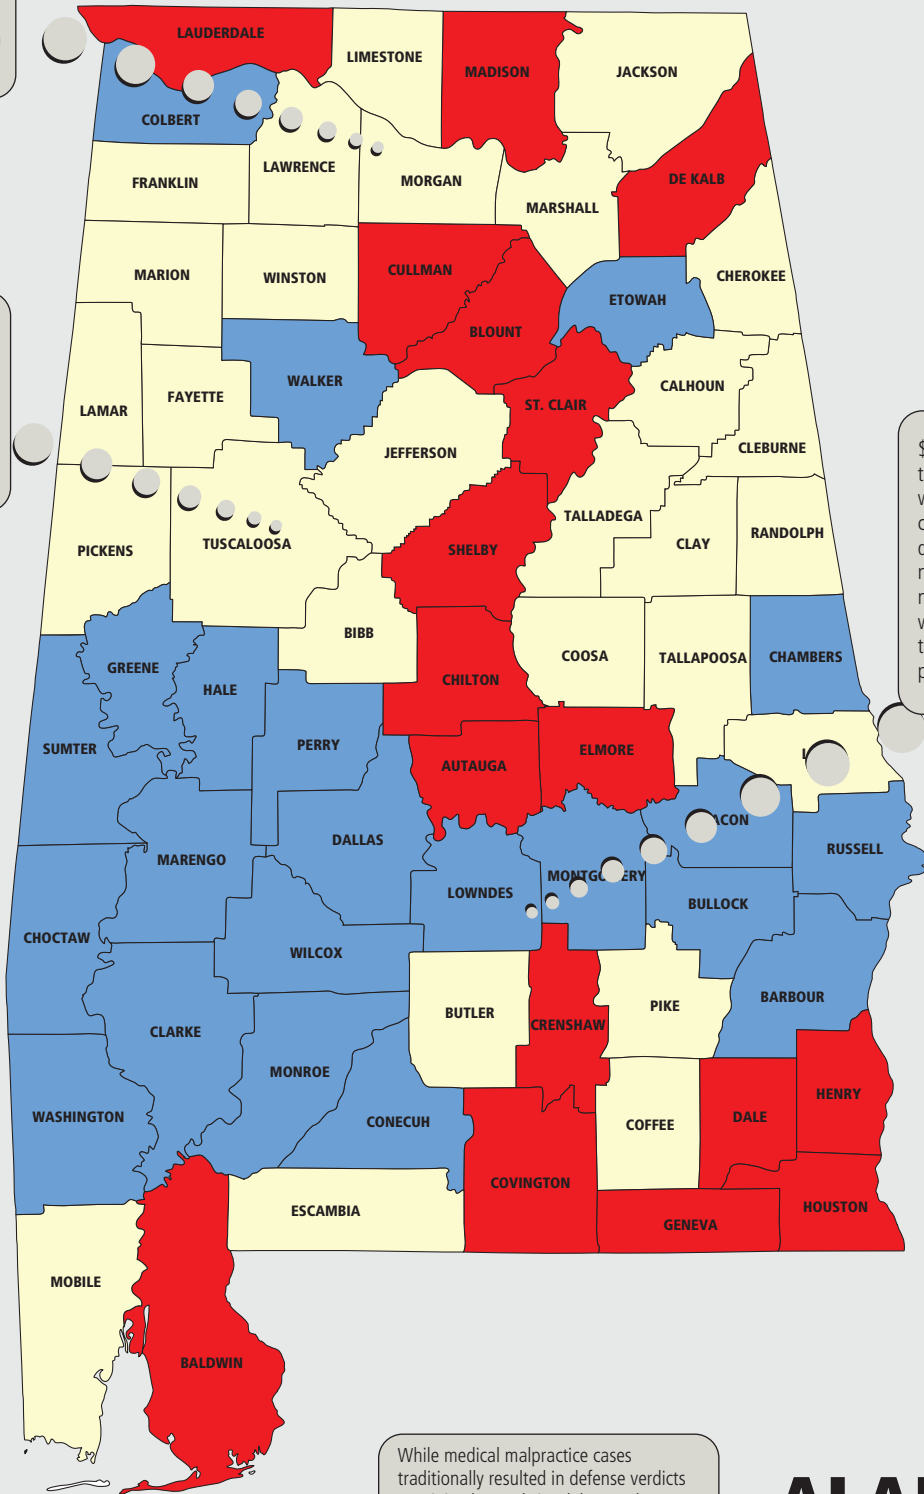 LAUDERDALE
LIMESTONE
MADISON
JACKSON
COLBERT
LAWRENCE
FRANKLIN
MORGAN
DE KALB
MARSHALL
MARION
WINSTON
CULLMAN
CHEROKEE
ETOWAH
BLOUNT
WALKER
CALHOUN
FAYETTE
ST. CLAIR
LAMAR
JEFFERSON
CLEBURNE
TALLADEGA
RANDOLPH
PICKENS
TUSCALOOSA
SHELBY
CLAY
BIBB
COOSA
TALLAPOOSA
CHAMBERS
GREENE
HALE
CHILTON
SUMTER
PERRY
ELMORE
AUTAUGA
L
ACON
DALLAS
RUSSELL
MARENGO
MONTGO ERY
LOWNDES
BULLOCK
CHOCTAW
WILCOX
BARBOUR
BUTLER
PIKE
CRENSHAW
CLARKE
MONROE
HENRY
WASHINGTON
CONECUH
COFFEE
DALE
COVINGTON
ESCAMBIA
HOUSTON
GENEVA
MOBILE
BALDWIN
$
While medical malpractice cases
traditionally resulted in defense verdicts